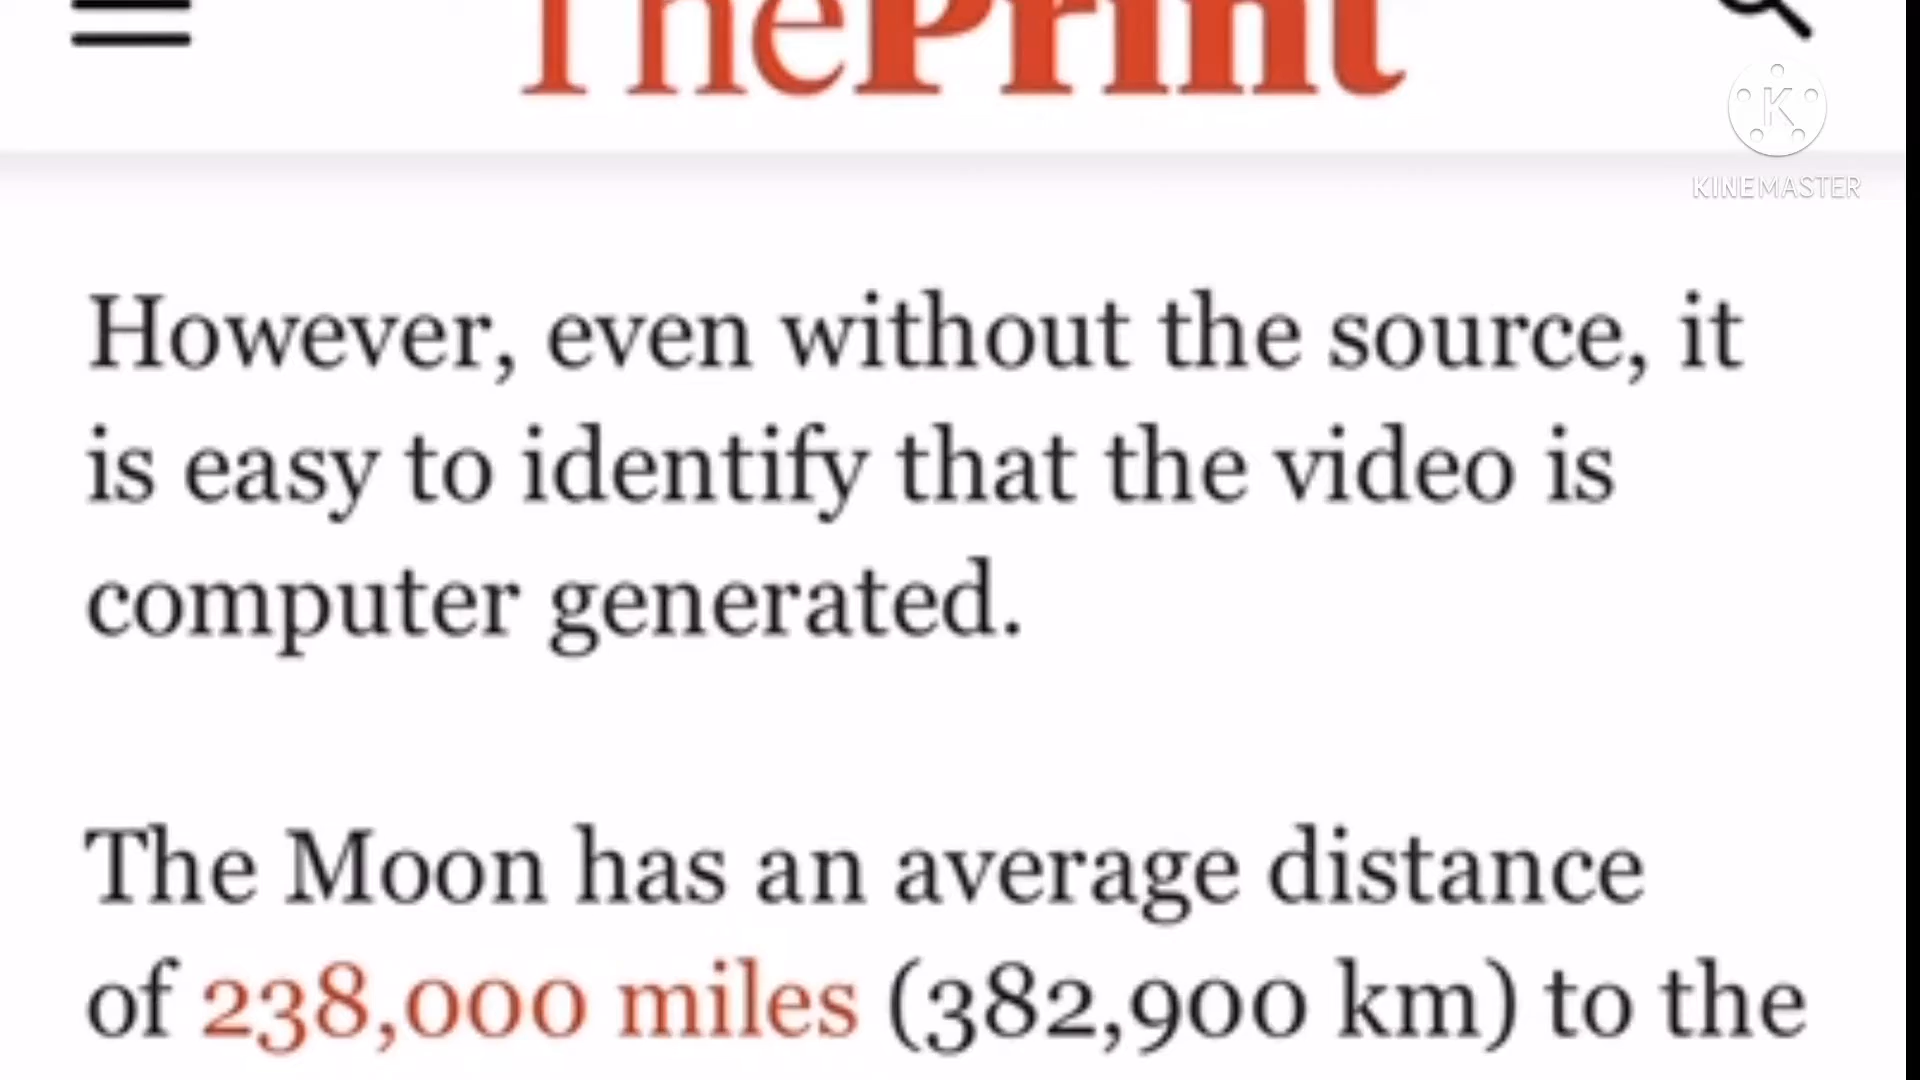 ThePrint
KINEMASTER
However, even without the source, it
is easy to identify that the video is
computer generated.
The Moon has an average distance
of 238,000 miles (382,900 km) to the